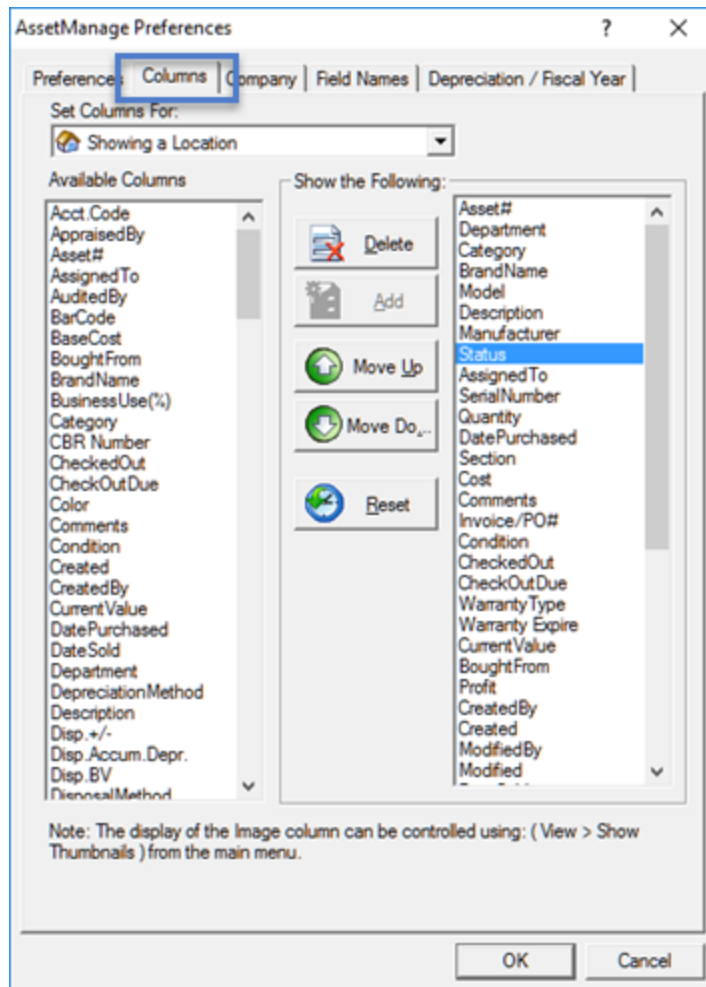 AssetManage Preferences ? ×
Preferences Columns Company Field Names Depreciation / Fiscal Year
Set Columns For:
Showing a Location
Available Columns
Acct.Code
AppraisedBy
Asset#
AssignedTo
AuditedBy
BarCode
BaseCost
BoughtFrom
BrandName
BusinessUse(%)
Category
CBR Number
CheckedOut
CheckOutDue
Color
Comments
Condition
Created
CreatedBy
CurrentValue
DatePurchased
DateSold
Department
DepreciationMethod
Description
Disp.+/-
Disp.Accum.Depr.
Disp.BV
DisposalMethod
Show the Following:
Delete
Add
Move Up
Move Do...
Reset
Asset#
Department
Category
BrandName
Model
Description
Manufacturer
Status
AssignedTo
SerialNumber
Quantity
DatePurchased
Section
Cost
Comments
Invoice/PO#
Condition
CheckedOut
CheckOutDue
WarrantyType
Warranty Expire
CurrentValue
BoughtFrom
Profit
CreatedBy
Created
ModifiedBy
Modified
Note: The display of the Image column can be controlled using: ( View > Show
Thumbnails ) from the main menu.
OK Cancel